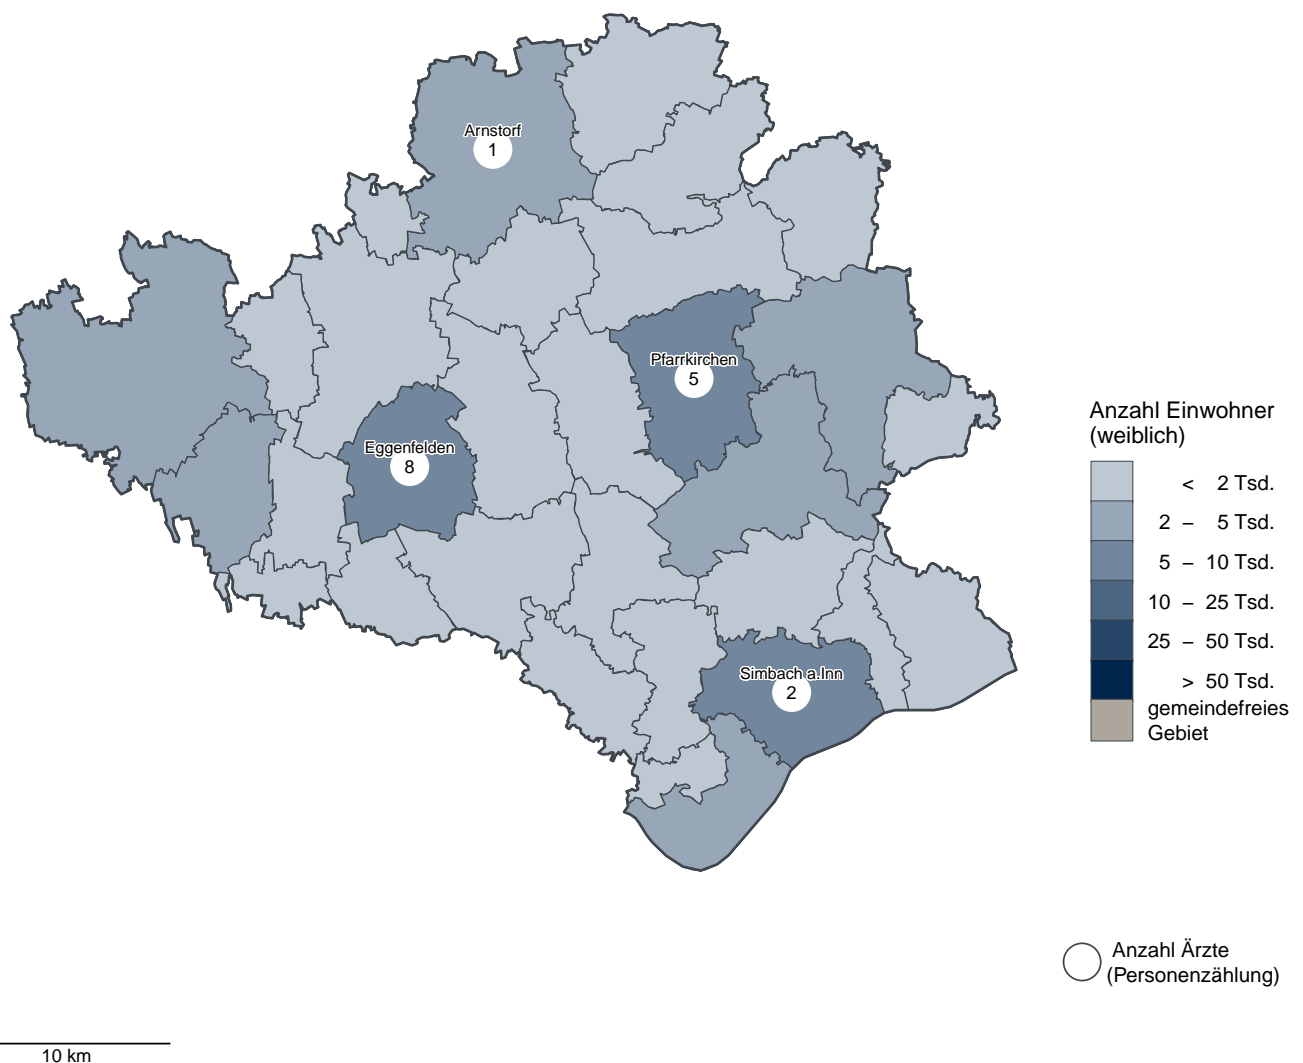 Arnstorf
1
Pfarrkirchen
5
Eggenfelden
8
Simbach a.Inn
2
Anzahl Einwohner
(weiblich)
< 2 Tsd.
2 – 5 Tsd.
5 – 10 Tsd.
10 – 25 Tsd.
25 – 50 Tsd.
> 50 Tsd.
gemeindefreies
Gebiet
Anzahl Ärzte
(Personenzählung)
10 km